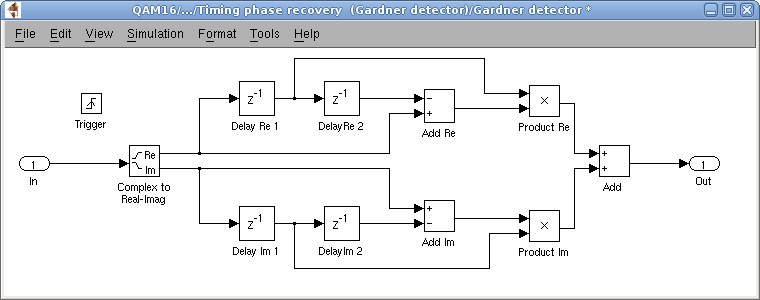 QAM16/.../Timing phase recovery (Gardner detector)/Gardner detector *
File Edit View Simulation Format Tools Help
Trigger
Z-1
Delay Re 1
Z-1
DelayRe 2
−
+
Add Re
×
Product Re
1
In
Re
Im
Complex to
Real-Imag
+
+
Add
1
Out
Z-1
Delay Im 1
Z-1
DelayIm 2
+
−
Add Im
×
Product Im